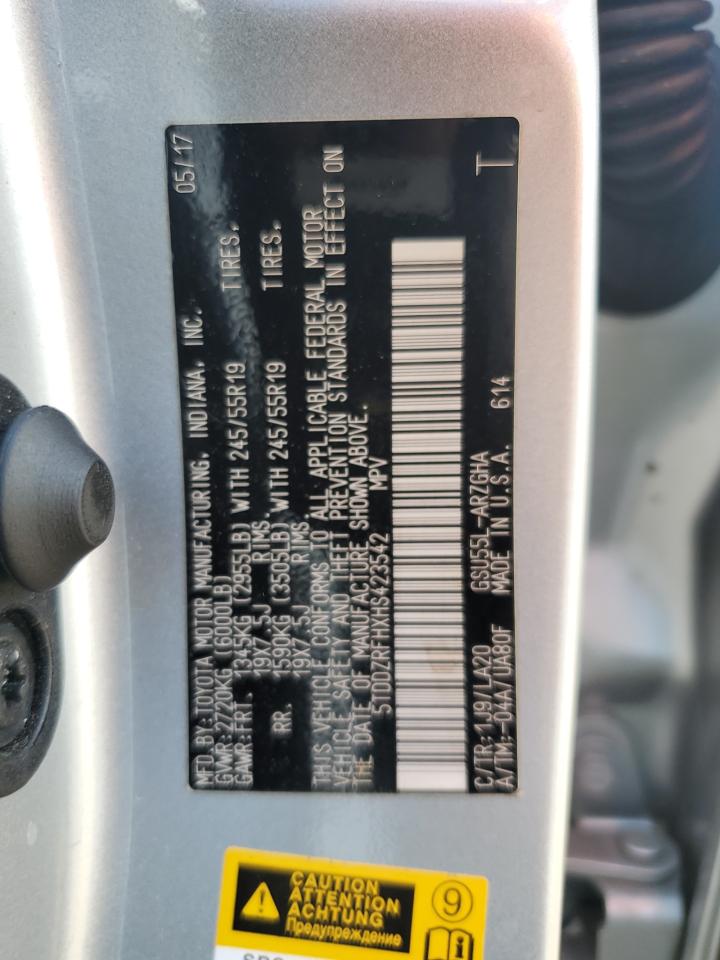 MFD BY:TOYOTA MOTOR MANUFACTURING, INDIANA, INC. 05/17
GVWR:2720KG (6000LB)
GAWR:FRT. 1345KG (2955LB) WITH 245/55R19 TIRES.
19X7.5J RIMS
RR. 1590KG (3505LB) WITH 245/55R19 TIRES.
19X7.5J RIMS
THIS VEHICLE CONFORMS TO ALL APPLICABLE FEDERAL MOTOR
VEHICLE SAFETY AND THEFT PREVENTION STANDARDS IN EFFECT ON
THE DATE OF MANUFACTURE SHOWN ABOVE.
5TDDZRFHXHS423542 MPV
C/TR:1J9/LA20 GSU55L-ARZGHA T
A/TM:-04A/UA80F MADE IN U.S.A. 614
CAUTION
ATTENTION
ACHTUNG
Предупреждение
9
i